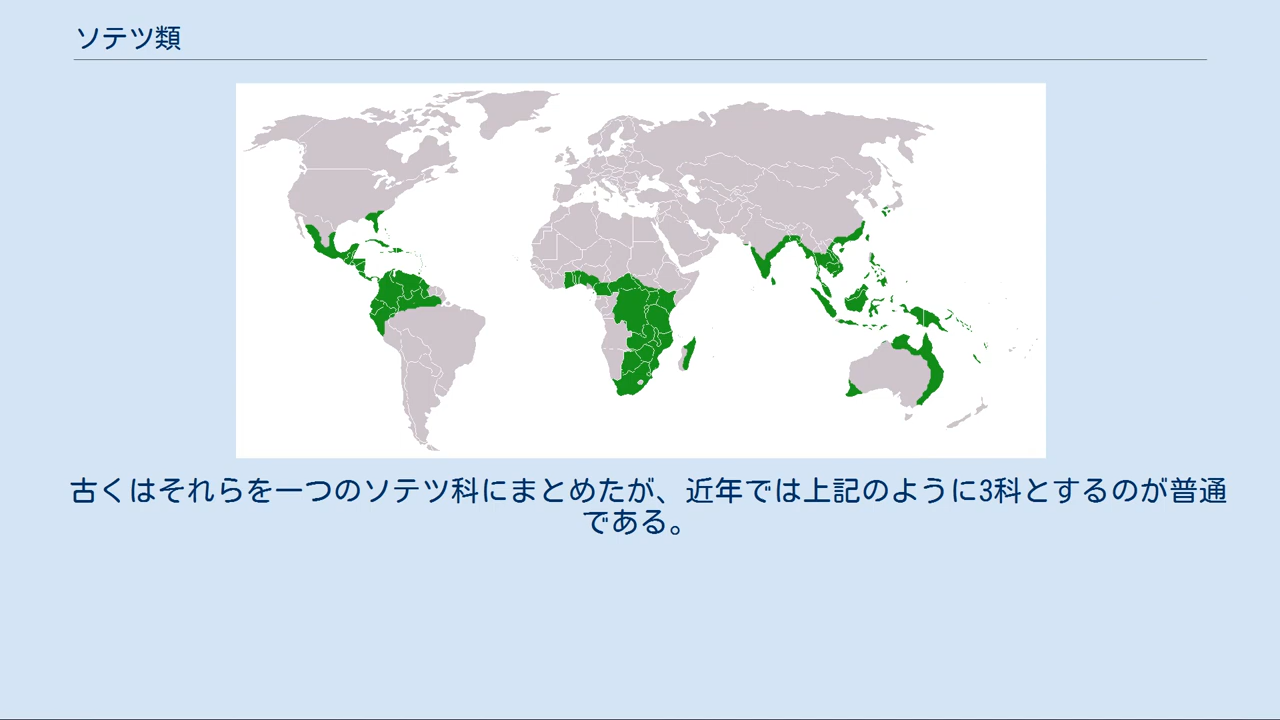 ソテツ類
古くはそれらを一つのソテツ科にまとめたが、近年では上記のように3科とするのが普通
である。